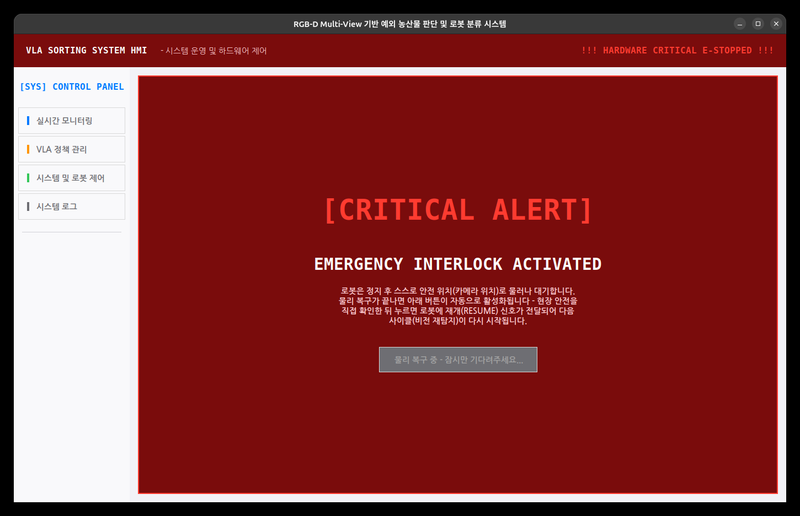 RGB-D Multi-View 기반 예외 농산물 판단 및 로봇 분류 시스템
VLA SORTING SYSTEM HMI - 시스템 운영 및 하드웨어 제어 !!! HARDWARE CRITICAL E-STOPPED !!!
[SYS] CONTROL PANEL
실시간 모니터링
VLA 정책 관리
시스템 및 로봇 제어
시스템 로그
[CRITICAL ALERT]
EMERGENCY INTERLOCK ACTIVATED
로봇은 정지 후 스스로 안전 위치(카메라 위치)로 물러나 대기합니다.
물리 복구가 끝나면 아래 버튼이 자동으로 활성화됩니다 - 현장 안전을
직접 확인한 뒤 누르면 로봇에 재개(RESUME) 신호가 전달되어 다음
사이클(비전 재탐지)이 다시 시작됩니다.
물리 복구 중 - 잠시만 기다려주세요...